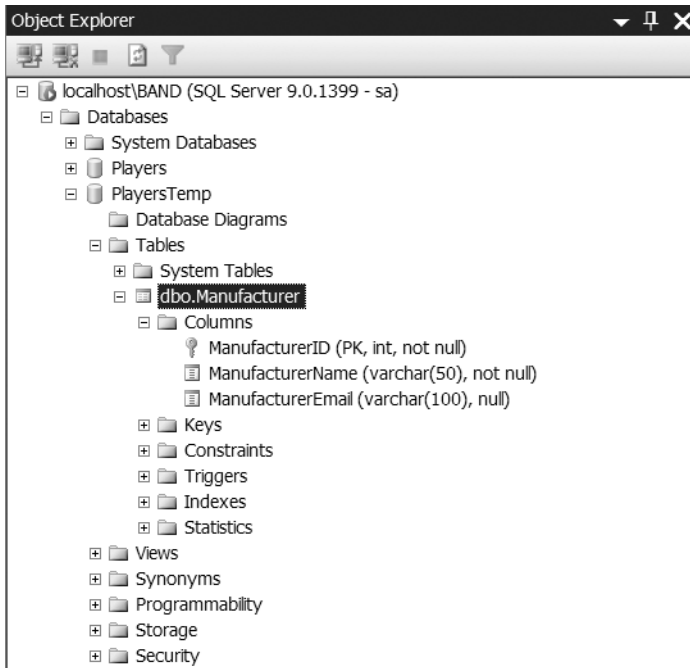 Object Explorer
localhost\BAND (SQL Server 9.0.1399 - sa)
Databases
System Databases
Players
PlayersTemp
Database Diagrams
Tables
System Tables
dbo.Manufacturer
Columns
ManufacturerID (PK, int, not null)
ManufacturerName (varchar(50), not null)
ManufacturerEmail (varchar(100), null)
Keys
Constraints
Triggers
Indexes
Statistics
Views
Synonyms
Programmability
Storage
Security